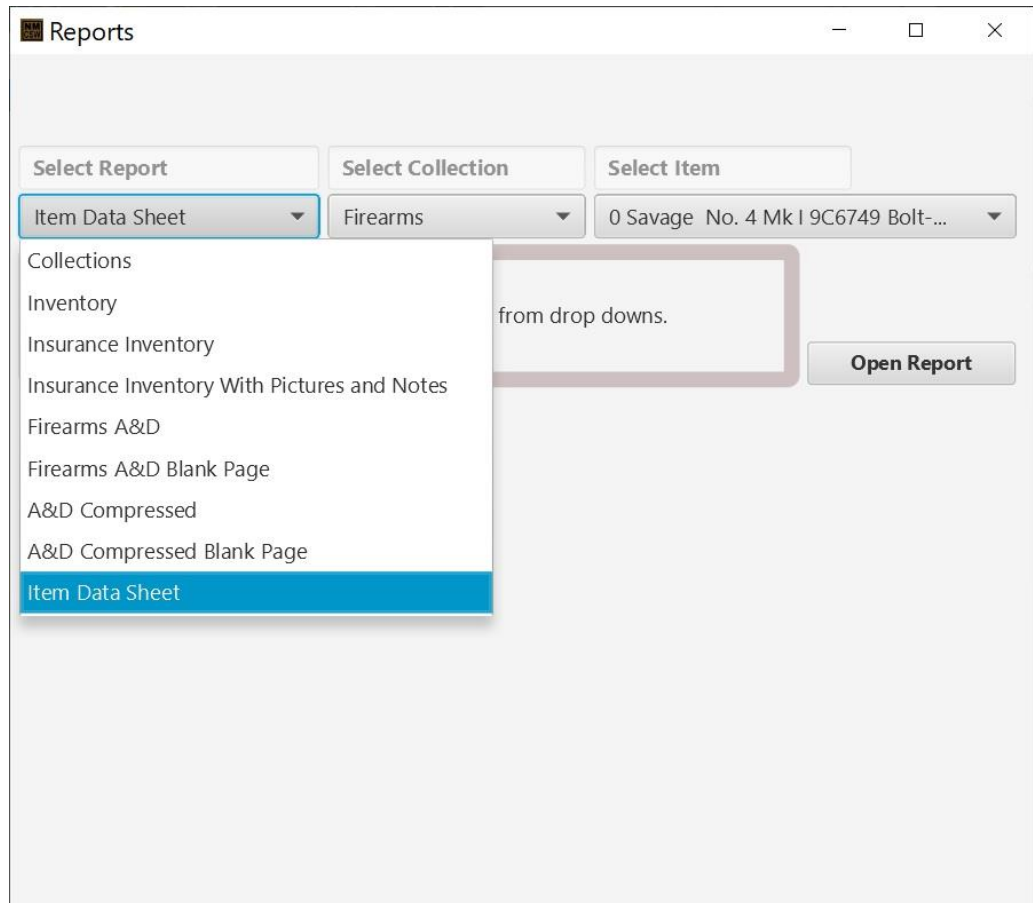 Reports
Select Report Select Collection Select Item
Item Data Sheet Firearms 0 Savage No. 4 Mk I 9C6749 Bolt-...
Collections
Inventory
from drop downs.
Insurance Inventory
Open Report
Insurance Inventory With Pictures and Notes
Firearms A&D
Firearms A&D Blank Page
A&D Compressed
A&D Compressed Blank Page
Item Data Sheet